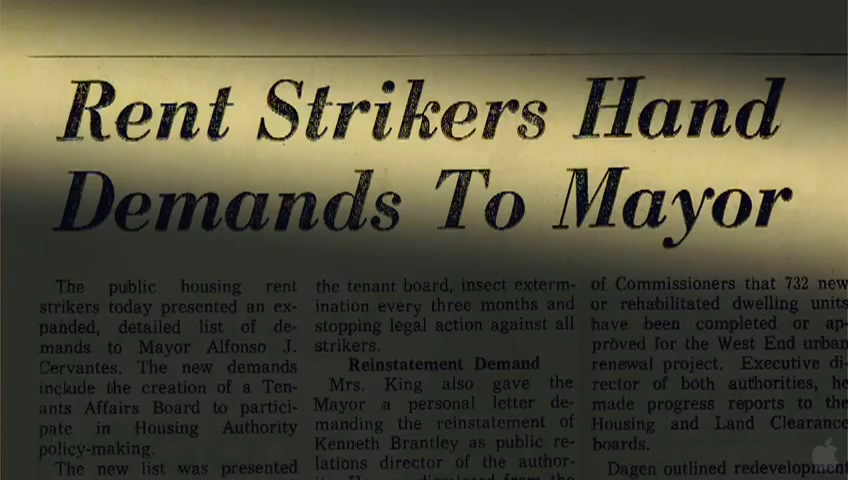 Rent Strikers Hand
Demands To Mayor
The public housing rent
strikers today presented an ex-
panded, detailed list of de-
mands to Mayor Alfonso J.
Cervantes. The new demands
include the creation of a Ten-
ants Affairs Board to partici-
pate in Housing Authority
policy-making.
The new list was presented
the tenant board, insect exterm-
ination every three months and
stopping legal action against all
strikers.
Reinstatement Demand
Mrs. King also gave the
Mayor a personal letter de-
manding the reinstatement of
Kenneth Brantley as public re-
lations director of the author-
of Commissioners that 732 new
or rehabilitated dwelling units
have been completed or ap-
proved for the West End urban
renewal project. Executive di-
rector of both authorities, he
made progress reports to the
Housing and Land Clearance
boards.
Dagen outlined redevelopment